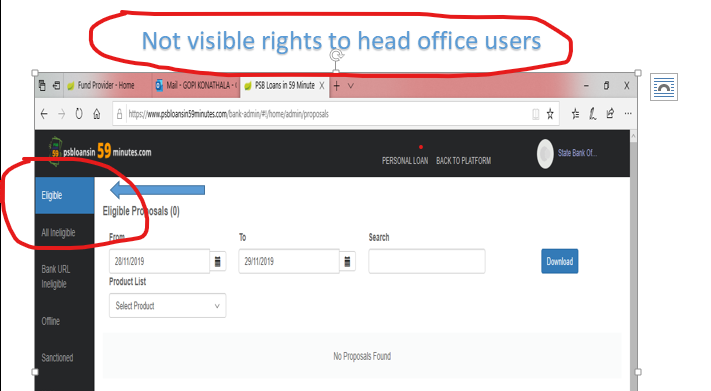 Not visible rights to head office users
Fund Provider - Home
Mail - GOPI KONATHALA - I
PSB Loans in 59 Minute
https://www.psbloansin59minutes.com/bank-admin/#!/home/admin/proposals
psbloansin 59 minutes.com
PERSONAL LOAN BACK TO PLATFORM
State Bank Of...
Eligible
Eligible Proposals (0)
All Ineligible
From To Search
28/11/2019 29/11/2019 Download
Bank URL
Ineligible
Product List
Select Product
Offline
Sanctioned
No Proposals Found